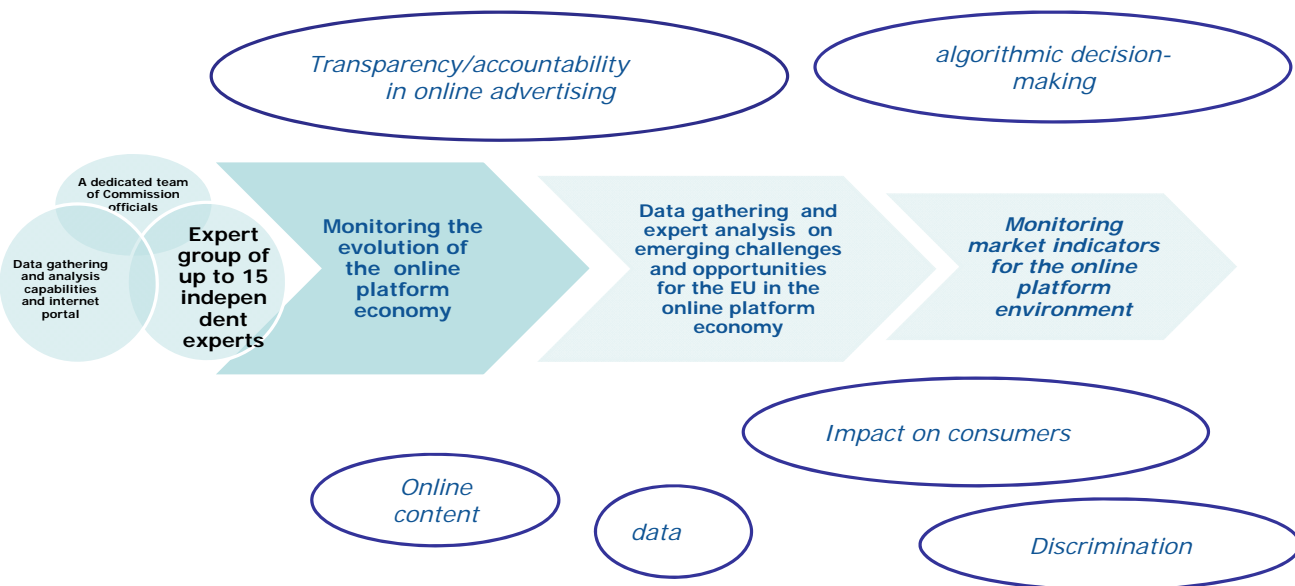 Transparency/accountability
in online advertising
algorithmic decision-
making
A dedicated team
of Commission
officials
Data gathering
and analysis
capabilities
and internet
portal
Expert
group of
up to 15
indepen
dent
experts
Monitoring the
evolution of
the online
platform
economy
Data gathering and
expert analysis on
emerging challenges
and opportunities
for the EU in the
online platform
economy
Monitoring
market indicators
for the online
platform
environment
Impact on consumers
Online
content
data
Discrimination